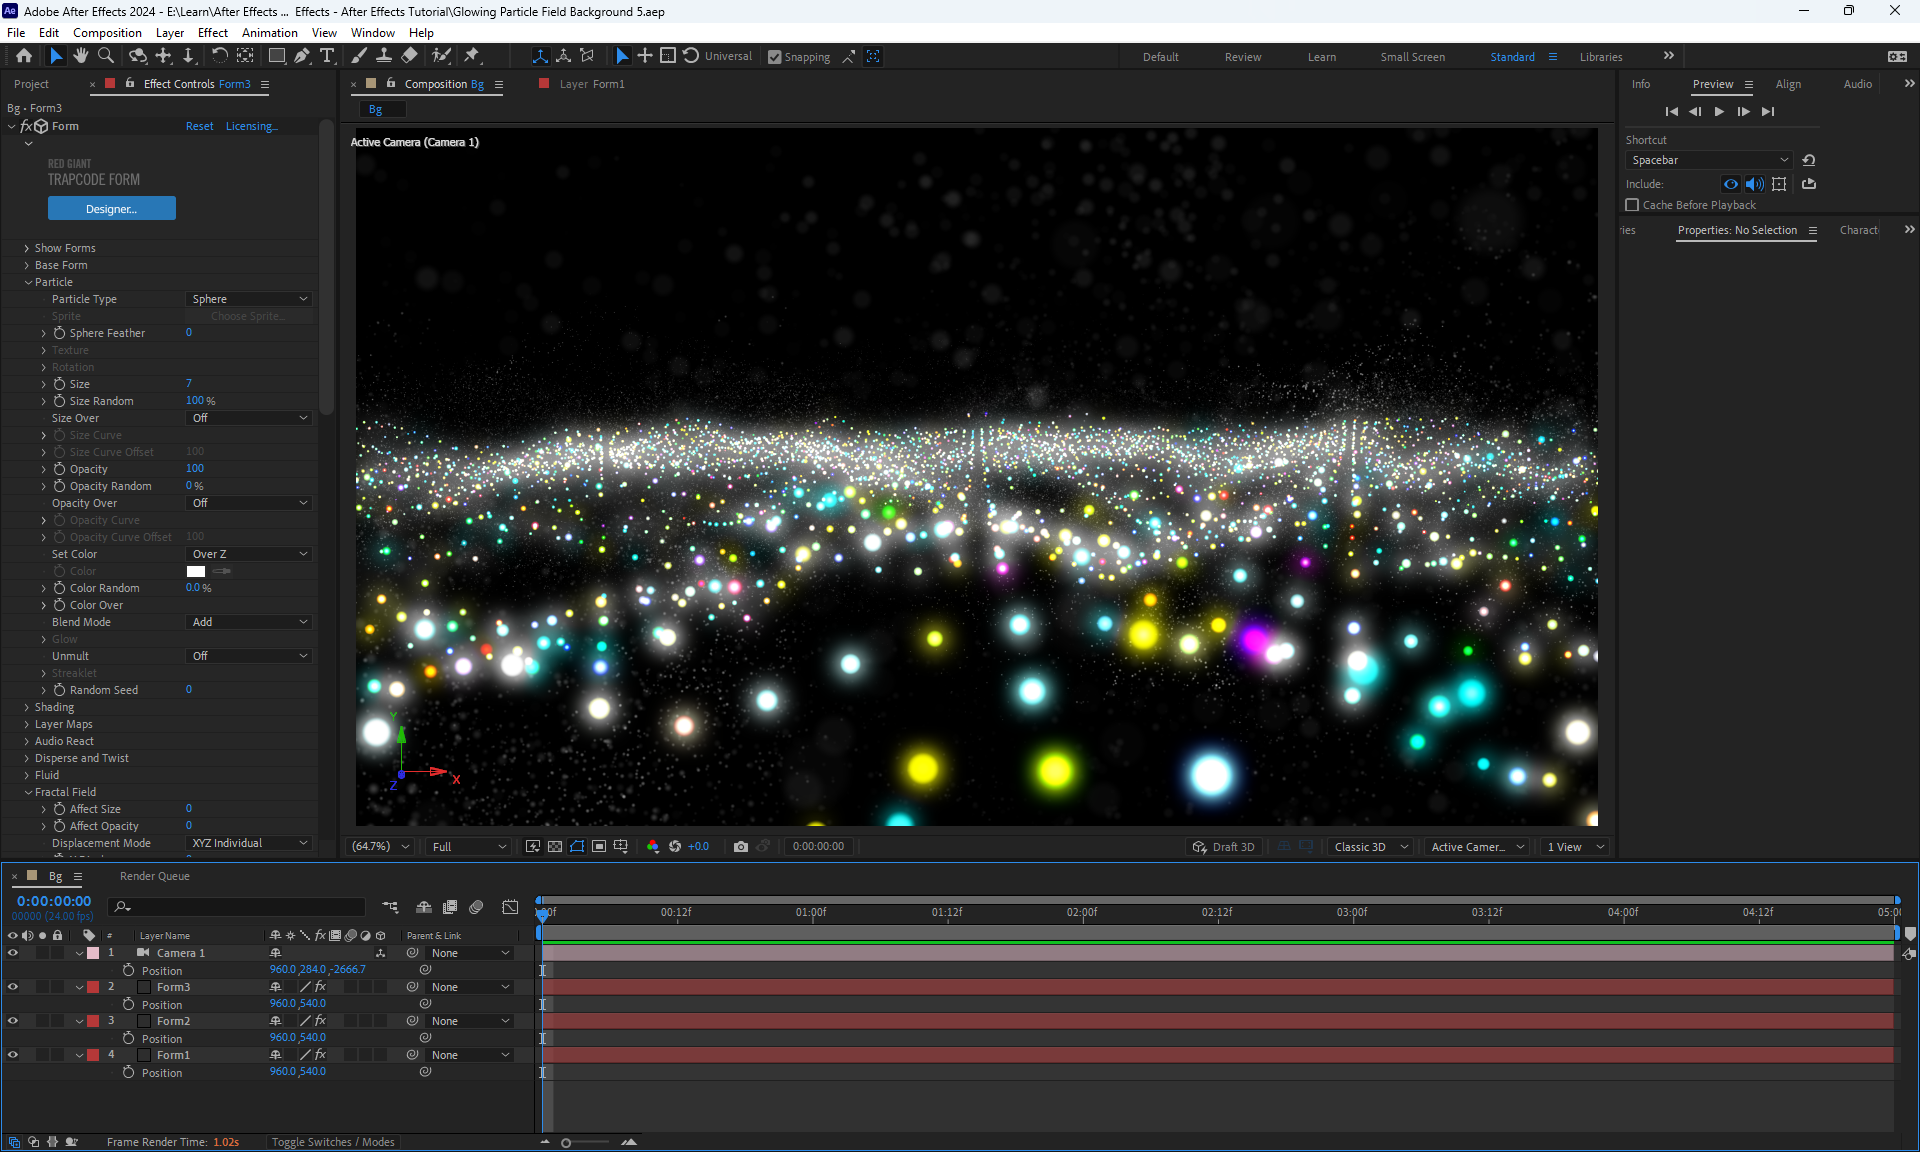 Adobe After Effects 2024 - E:\Learn\After Effects ... Effects - After Effects Tutorial\Glowing Particle Field Background 5.aep
File Edit Composition Layer Effect Animation View Window Help
Universal Snapping Default Review Learn Small Screen Standard Libraries
Project Effect Controls Form3 Composition Bg Layer Form1 Info Preview Align Audio
Bg • Form3
Bg
Form Reset Licensing...
Active Camera (Camera 1)
RED GIANT
TRAPCODE FORM
Designer...
Shortcut
Spacebar
Include:
Cache Before Playback
ries Properties: No Selection Charact
Show Forms
Base Form
Particle
Particle Type Sphere
Sprite Choose Sprite...
Sphere Feather 0
Texture
Rotation
Size 7
Size Random 100 %
Size Over Off
Size Curve
Size Curve Offset 100
Opacity 100
Opacity Random 0 %
Opacity Over Off
Opacity Curve
Opacity Curve Offset 100
Set Color Over Z
Color
Color Random 0.0 %
Color Over
Blend Mode Add
Glow
Unmult Off
Streaklet
Random Seed 0
Shading
Layer Maps
Audio React
Disperse and Twist
Fluid
Fractal Field
Affect Size 0
Affect Opacity 0
Displacement Mode XYZ Individual
Y
X
Z
(64.7%) Full +0.0 0:00:00:00 Draft 3D Classic 3D Active Camer... 1 View
Bg Render Queue
0:00:00:00
00000 (24.00 fps)
00:12f 01:00f 01:12f 02:00f 02:12f 03:00f 03:12f 04:00f 04:12f 05:0
# Layer Name Parent & Link
1 Camera 1 None
Position 960.0,284.0,-2666.7
2 Form3 None
Position 960.0,540.0
3 Form2 None
Position 960.0,540.0
4 Form1 None
Position 960.0,540.0
Frame Render Time: 1.02s Toggle Switches / Modes